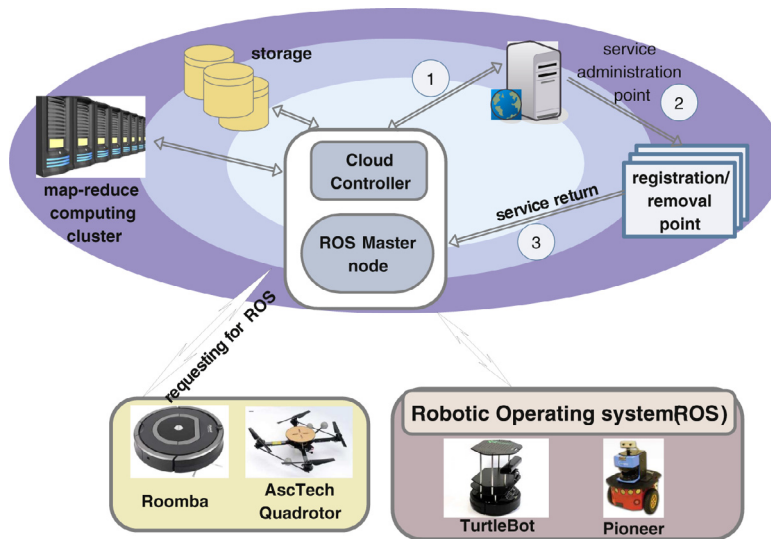 storage
1
service
administration
point
2
map-reduce
computing
cluster
Cloud
Controller
registration/
removal
point
service return
3
ROS Master
node
requesting for ROS
Robotic Operating system(ROS)
Roomba
AscTech
Quadrotor
TurtleBot
Pioneer